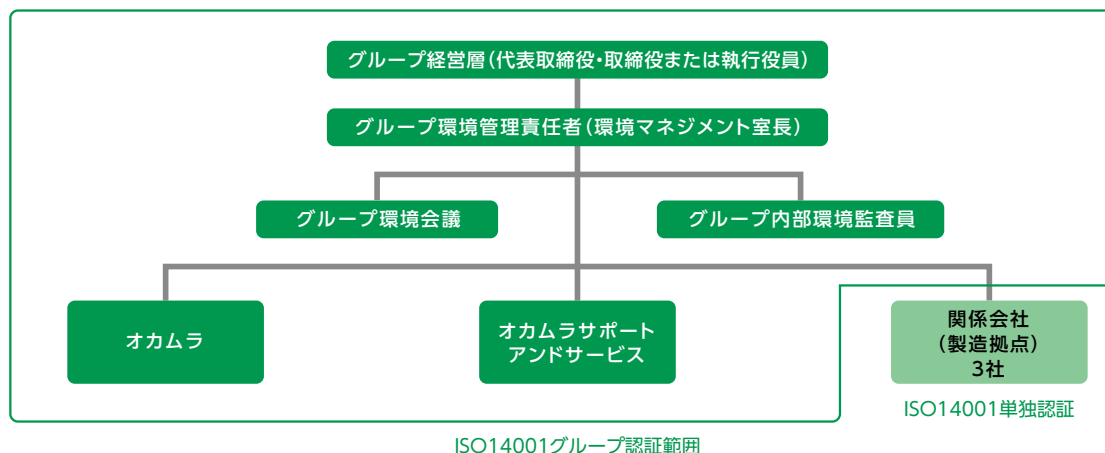 グループ経営層(代表取締役・取締役または執行役員)
グループ環境管理責任者(環境マネジメント室長)
グループ環境会議
グループ内部環境監査員
オカムラ
オカムラサポート
アンドサービス
関係会社
(製造拠点)
3社
ISO14001単独認証
ISO14001グループ認証範囲